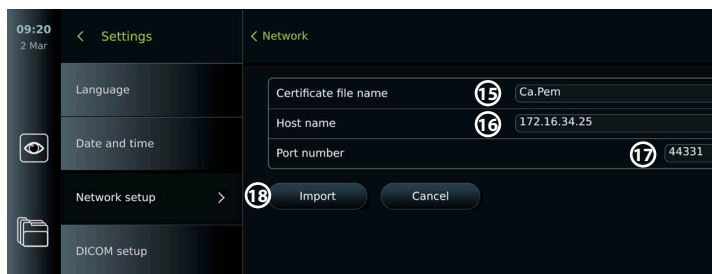 09:20
2 Mar
Settings
Network
Language
Date and time
Network setup
DICOM setup
Certificate file name 15 Ca.Pem
Host name 16 172.16.34.25
Port number 17 44331
18 Import Cancel